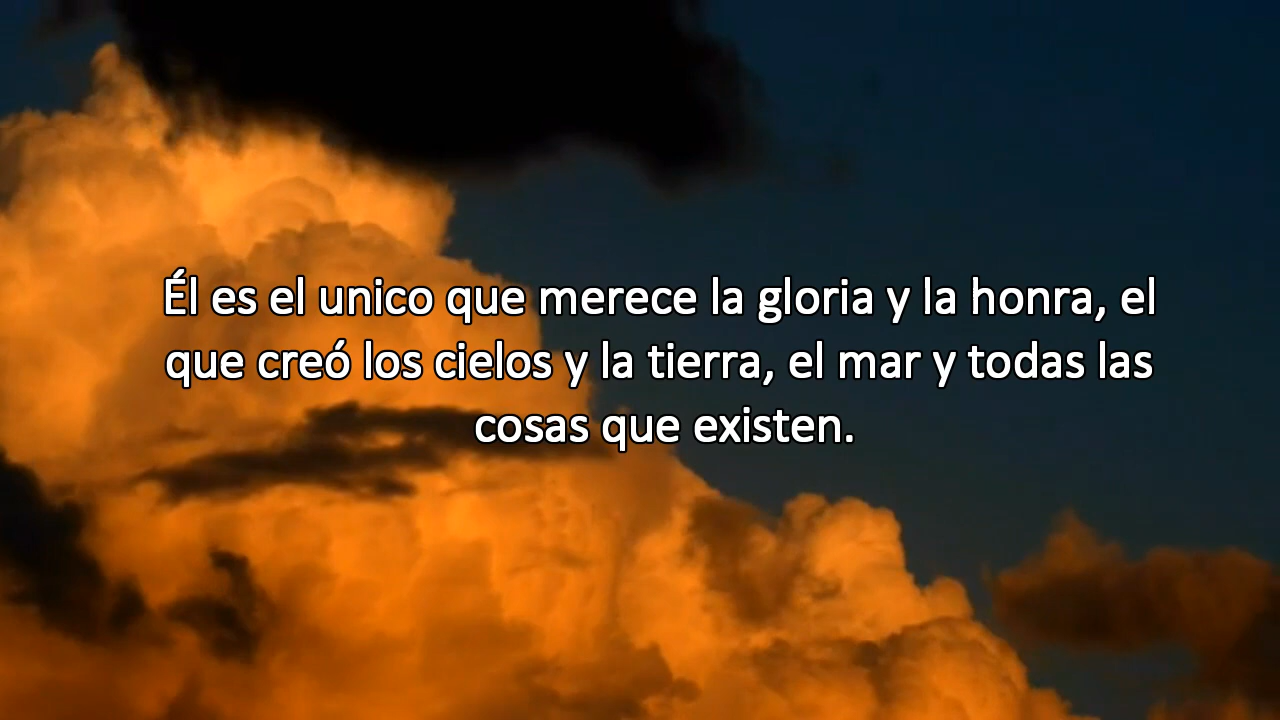 Él es el unico que merece la gloria y la honra, el
que creó los cielos y la tierra, el mar y todas las
cosas que existen.